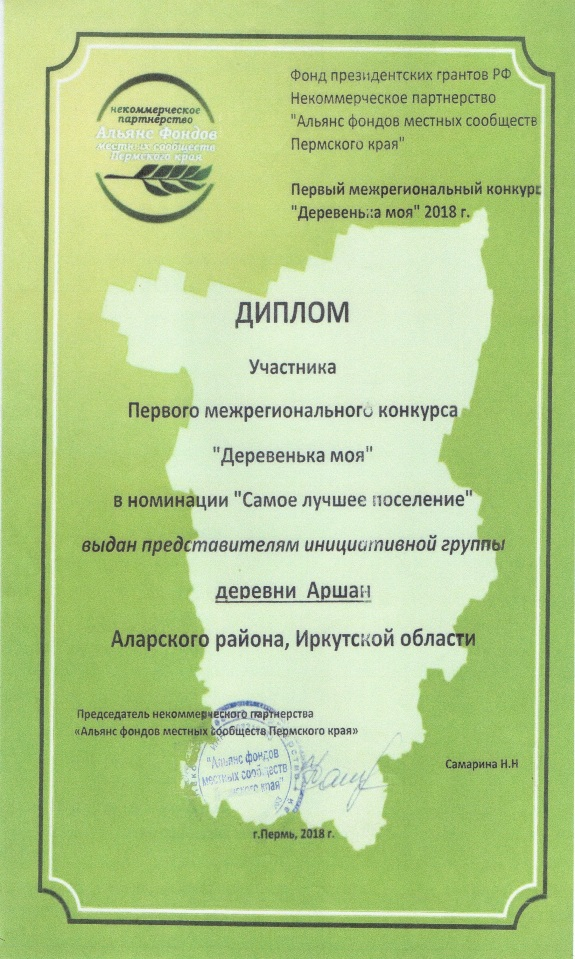 некоммерческое
партнерство
Альянс Фондов
местных сообществ
Пермского края
Фонд президентских грантов РФ
Некоммерческое партнерство
"Альянс фондов местных сообществ
Пермского края"
Первый межрегиональный конкурс
"Деревенька моя" 2018 г.
ДИПЛОМ
Участника
Первого межрегионального конкурса
"Деревенька моя"
в номинации "Самое лучшее поселение"
выдан представителям инициативной группы
деревни Аршан
Аларского района, Иркутской области
Председатель некоммерческого партнерства
«Альянс фондов местных сообществ Пермского края»
"Альянс фондов
местных сообществ
края"
Самарина Н.Н
г.Пермь, 2018 г.